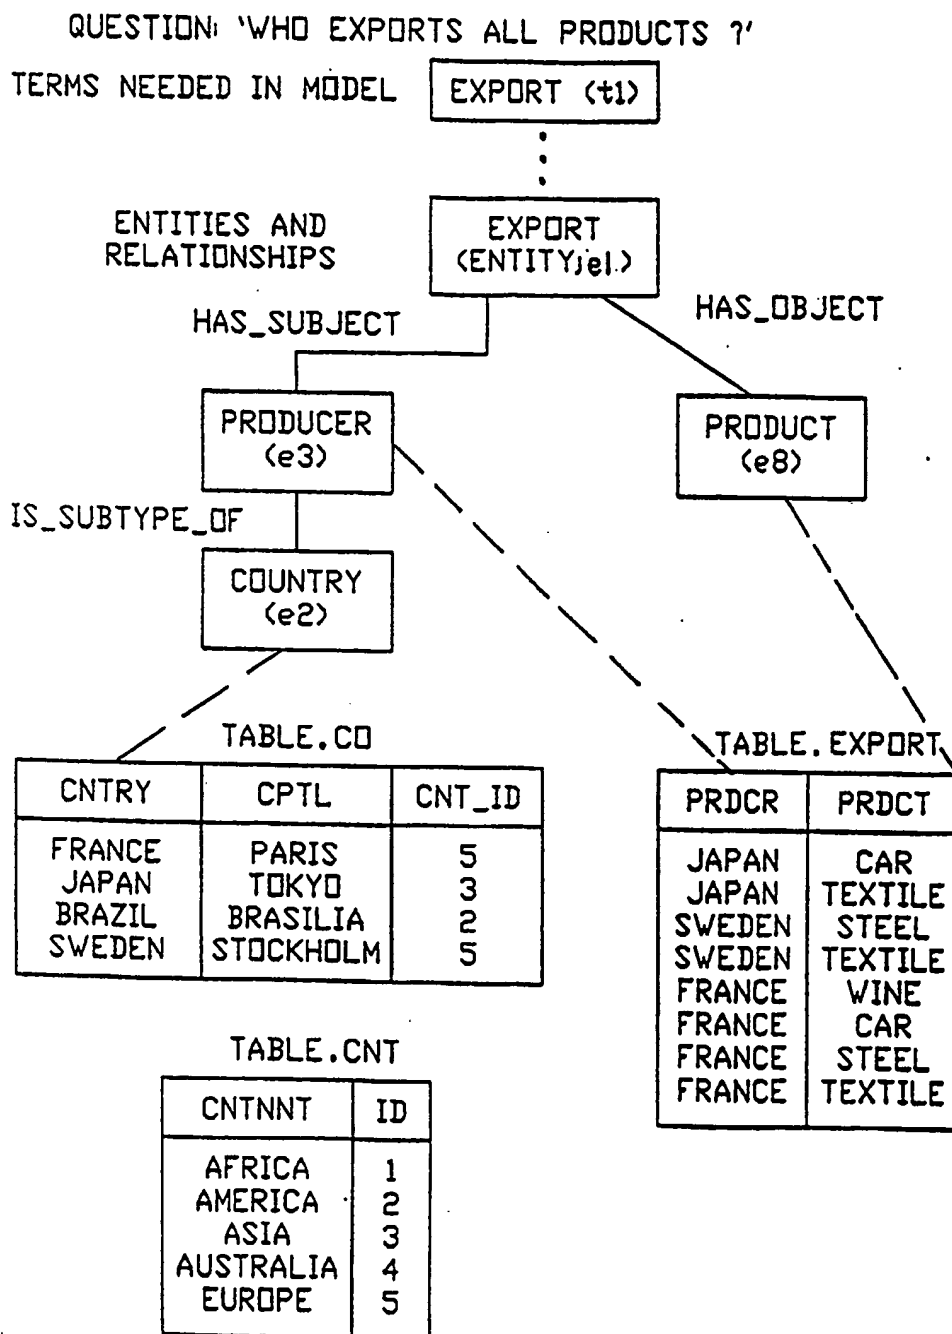 QUESTION: 'WHO EXPORTS ALL PRODUCTS ?'
TERMS NEEDED IN MODEL
EXPORT (t1)
ENTITIES AND
RELATIONSHIPS
EXPORT
(ENTITY;e1.)
HAS_SUBJECT
HAS_OBJECT
PRODUCER
(e3)
PRODUCT
(e8)
IS_SUBTYPE_OF
COUNTRY
(e2)
TABLE.CO
CNTRY CPTL CNT_ID
FRANCE PARIS 5
JAPAN TOKYO 3
BRAZIL BRASILIA 2
SWEDEN STOCKHOLM 5
TABLE.EXPORT
PRDCR PRDCT
JAPAN CAR
JAPAN TEXTILE
SWEDEN STEEL
SWEDEN TEXTILE
FRANCE WINE
FRANCE CAR
FRANCE STEEL
FRANCE TEXTILE
TABLE.CNT
CNTNNT ID
AFRICA 1
AMERICA 2
ASIA 3
AUSTRALIA 4
EUROPE 5